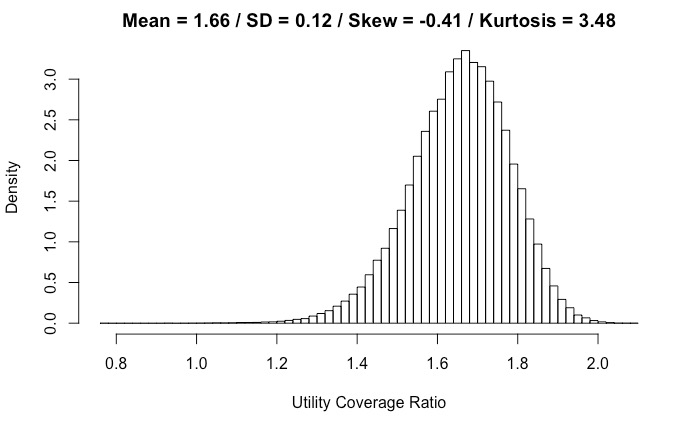 Mean = 1.66 / SD = 0.12 / Skew = -0.41 / Kurtosis = 3.48
Density
3.0
2.5
2.0
1.5
1.0
0.5
0.0
0.8 1.0 1.2 1.4 1.6 1.8 2.0
Utility Coverage Ratio